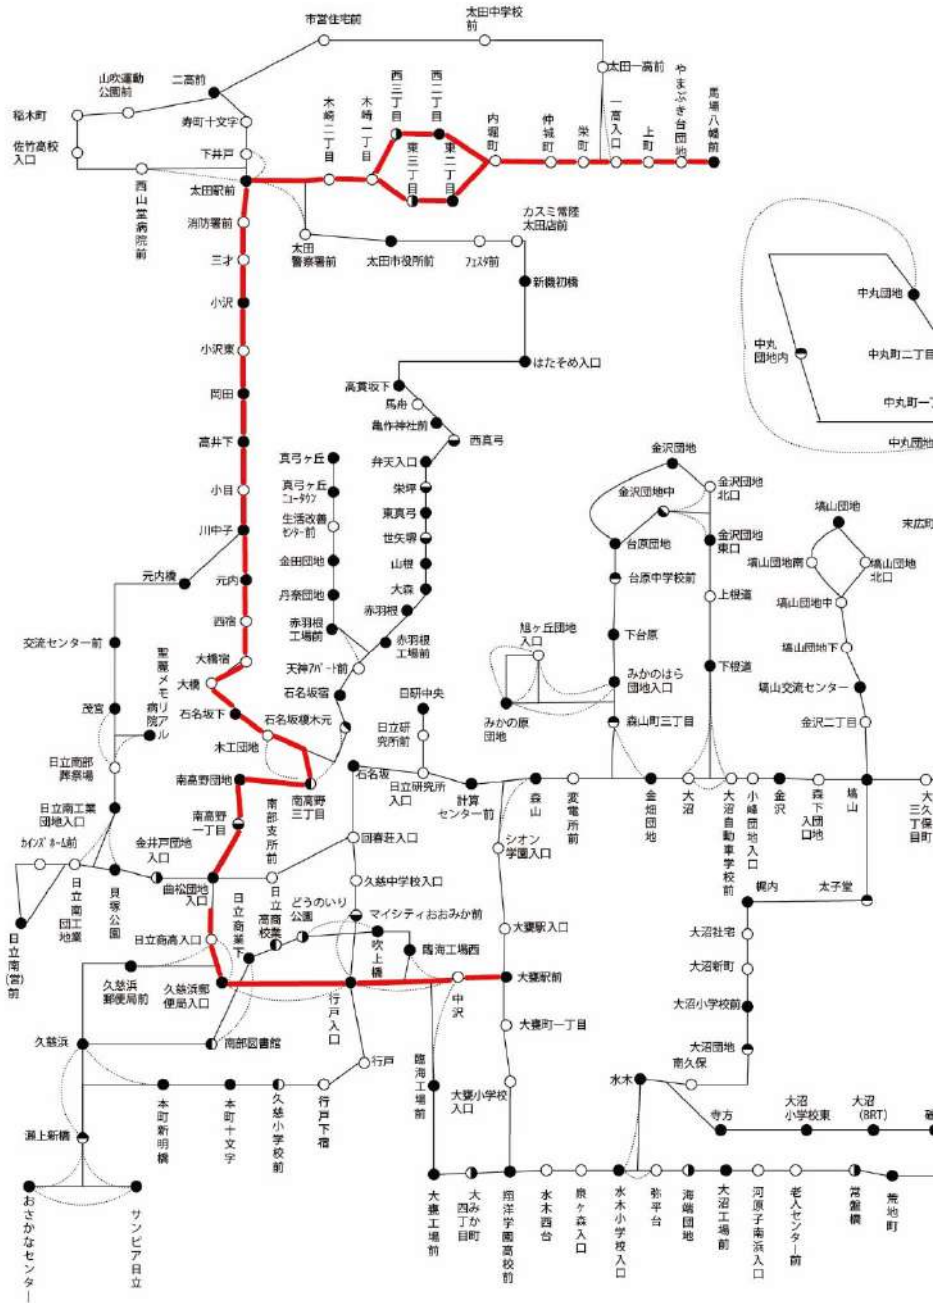 市営住宅前
太田中学校
前
山吹運動
公園前
二高前
稲木町
佐竹高校
入口
寿町十文字
下井戸
太田駅前
西山堂病院前
木崎二丁目
木崎一丁目
西三丁目
西二丁目
東三丁目
東二丁目
内堀町
仲城町
栄町
太田一高前
一高入口
上町
やまぶき台団地
馬場八幡前
消防署前
三才
小沢
小沢東
岡田
高井下
小目
川中子
太田
警察署前
太田市役所前
フェスタ前
カスミ常陸
太田店前
新機初橋
はたそめ入口
高貫坂下
馬舟
亀作神社前
西真弓
弁天入口
栄坪
東真弓
世矢堺
山根
大森
赤羽根
赤羽根
工場前
真弓ヶ丘
真弓ヶ丘
ニュータウン
生活改善
センター前
金田団地
丹奈団地
赤羽根
工場前
天神アパート前
石名坂宿
石名坂榎木元
中丸団地
中丸
団地内
中丸町二丁目
中丸町一丁
中丸団地
金沢団地
金沢団地中
金沢団地
北口
金沢団地
東口
台原団地
台原中学校前
上根道
下台原
下根道
みかのはら
団地入口
森山町三丁目
旭ヶ丘団地
入口
みかの原
団地
塙山団地
末広町
塙山団地南
塙山団地
北口
塙山団地中
塙山団地下
塙山交流センター
金沢二丁目
元内橋
元内
西宿
大橋宿
大橋
石名坂下
木工団地
交流センター前
聖麗メモリアル
病院
茂宮
日立南部
葬祭場
日立南工業
団地入口
カインズホーム前
日立南工業
団地
貝塚公園
日立南(営)前
金井戸団地
入口
曲松団地
入口
南高野団地
南高野
一丁目
南高野
三丁目
南部支所前
石名坂
日研中央
日立研
究所前
日立研究所
入口
計算
センター前
森山
変電所前
金畑団地
大沼
大沼自動車学校前
小峰団地入口
金沢
森下団地
入口
塙山
大久保町
三丁目
シオン
学園入口
回春荘入口
久慈中学校入口
日立商業下
日立
商業
高校
どうのいり
公園
マイシティおおみか前
吹上橋
臨海工場西
大甕駅入口
日立商高入口
久慈浜
郵便局前
久慈浜郵
便局入口
行戸入口
中沢
大甕駅前
梶内
太子堂
大沼社宅
大沼新町
大沼小学校前
大沼団地
南久保
久慈浜
南部図書館
行戸
大甕町一丁目
大甕小学校
入口
臨海工場前
水木
寺方
大沼
小学校東
大沼
(BRT)
瀬上新橋
本町新明橋
本町十文字
久慈小学校前
行戸下宿
おさかなセンター
サンピア日立
大甕工場前
大みか町
四丁目
翔洋学園高校前
水木西台
泉ヶ森入口
水木小学校入口
弥平台
海端団地
大沼工場前
河原子南浜入口
老人センター前
常盤橋
荒地町